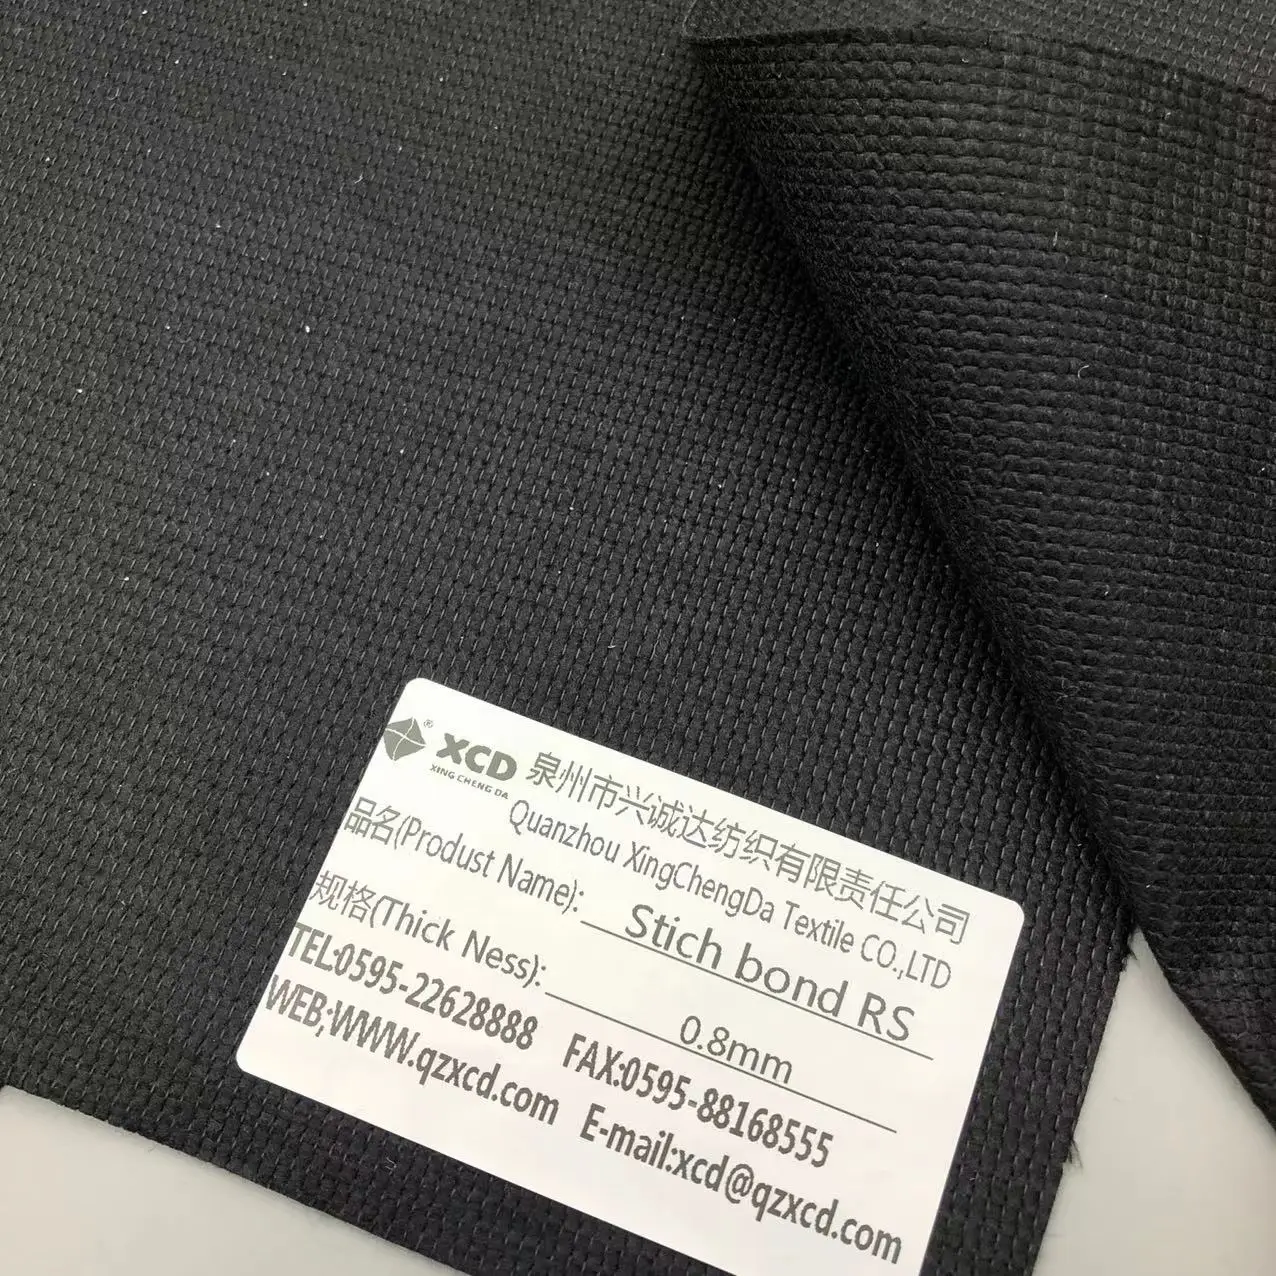 ® XCD 泉州市兴诚达纺织有限责任公司
XING CHENG DA Quanzhou XingChengDa Textile CO.,LTD
品名(Produst Name): Stich bond RS
规格(Thick Ness): 0.8mm
TEL:0595-22628888 FAX:0595-88168555
WEB;WWW.qzxcd.com E-mail:xcd@qzxcd.com